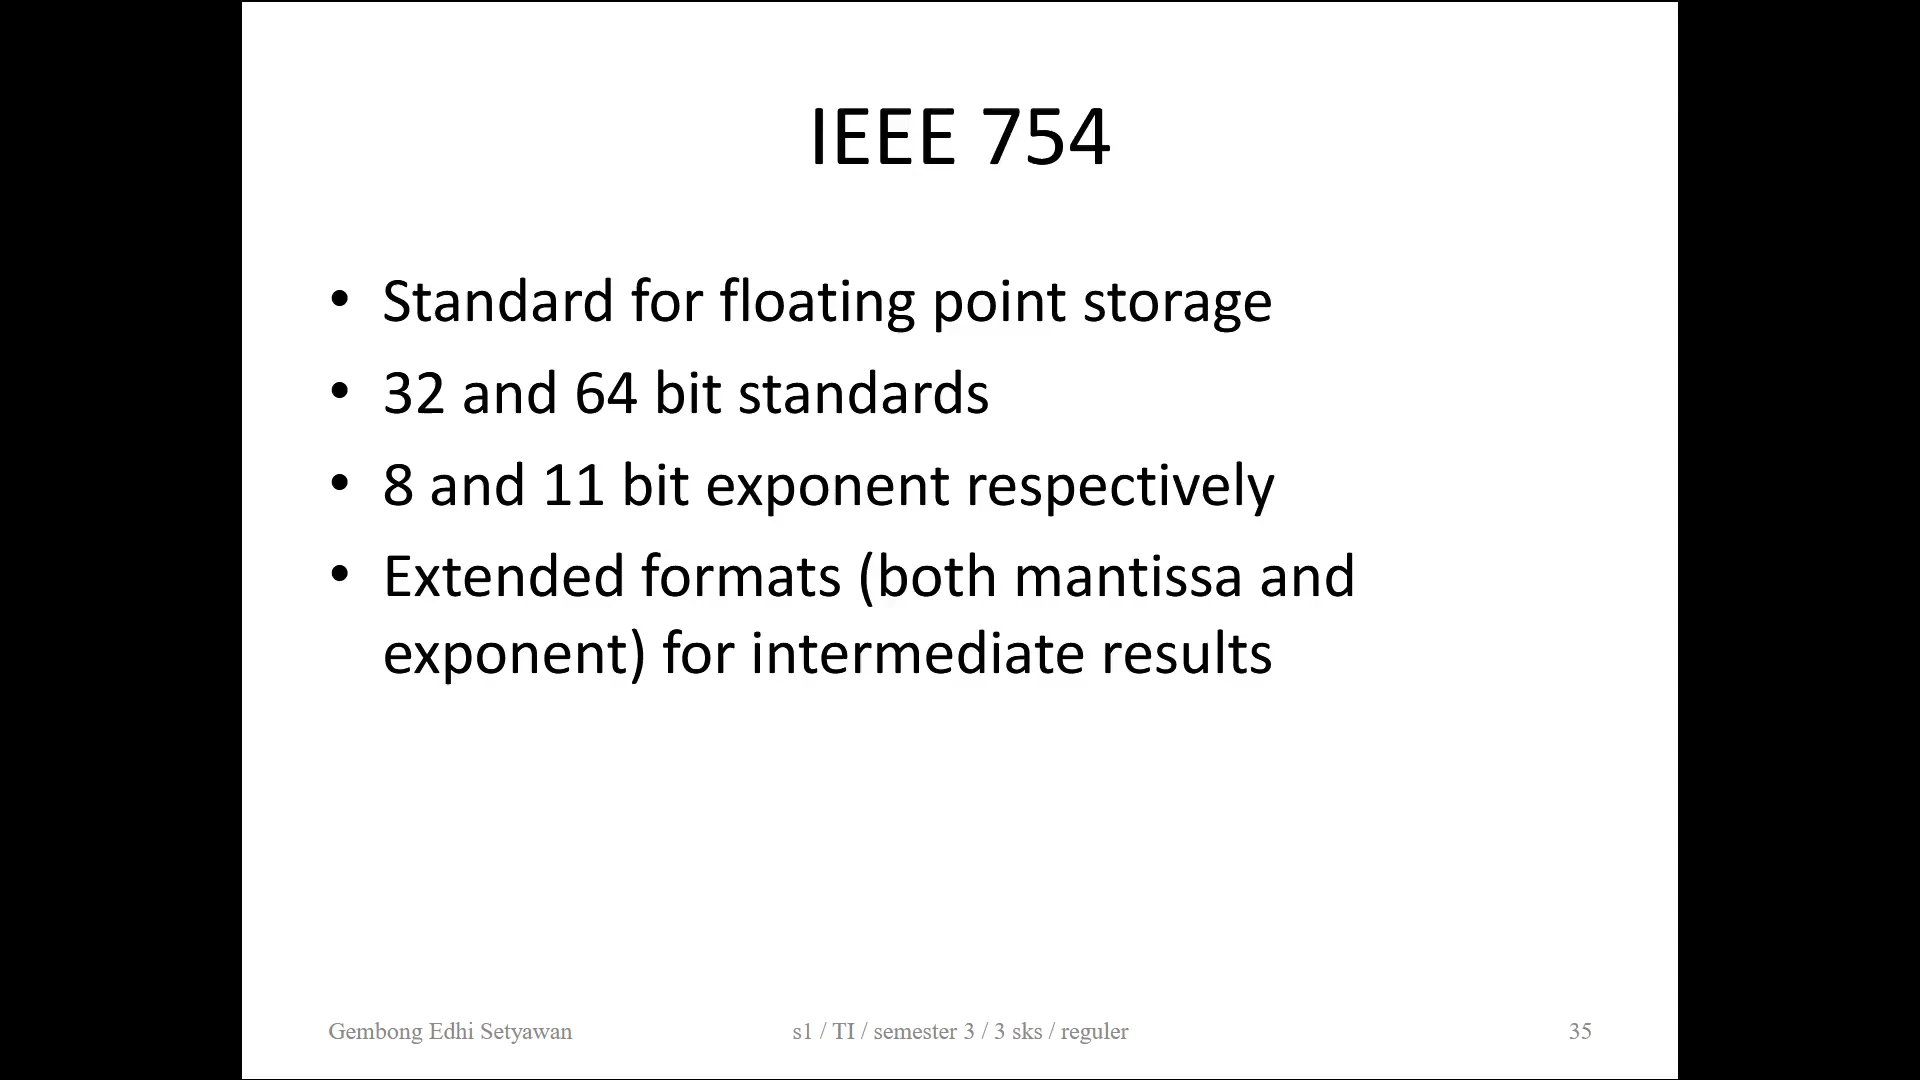 IEEE 754
• Standard for floating point storage
• 32 and 64 bit standards
• 8 and 11 bit exponent respectively
• Extended formats (both mantissa and
exponent) for intermediate results
Gembong Edhi Setyawan s1 / TI / semester 3 / 3 sks / reguler 35